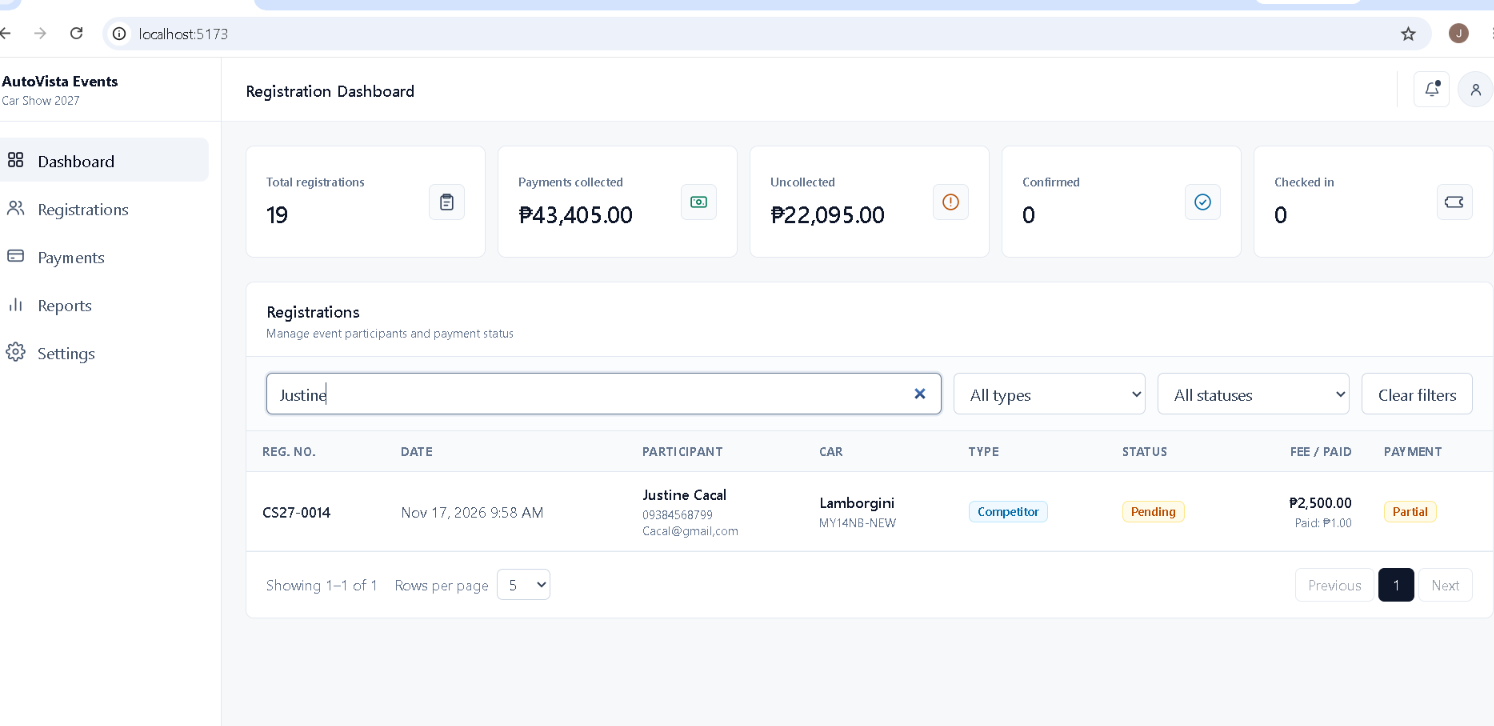 localhost:5173
J
AutoVista Events
Car Show 2027
Registration Dashboard
Dashboard
Registrations
Payments
Reports
Settings
Total registrations
19
Payments collected
₱43,405.00
Uncollected
₱22,095.00
Confirmed
0
Checked in
0
Registrations
Manage event participants and payment status
Justine
All types
All statuses
Clear filters
REG. NO. DATE PARTICIPANT CAR TYPE STATUS FEE / PAID PAYMENT
CS27-0014
Nov 17, 2026 9:58 AM
Justine Cacal
09384568799
Cacal@gmail,com
Lamborgini
MY14NB-NEW
Competitor
Pending
₱2,500.00
Paid: ₱1.00
Partial
Showing 1–1 of 1 Rows per page 5
Previous 1 Next